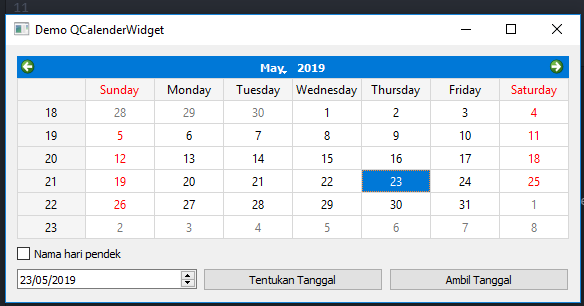 11
Demo QCalenderWidget
May, 2019
Sunday Monday Tuesday Wednesday Thursday Friday Saturday
18 28 29 30 1 2 3 4
19 5 6 7 8 9 10 11
20 12 13 14 15 16 17 18
21 19 20 21 22 23 24 25
22 26 27 28 29 30 31 1
23 2 3 4 5 6 7 8
Nama hari pendek
23/05/2019 Tentukan Tanggal Ambil Tanggal